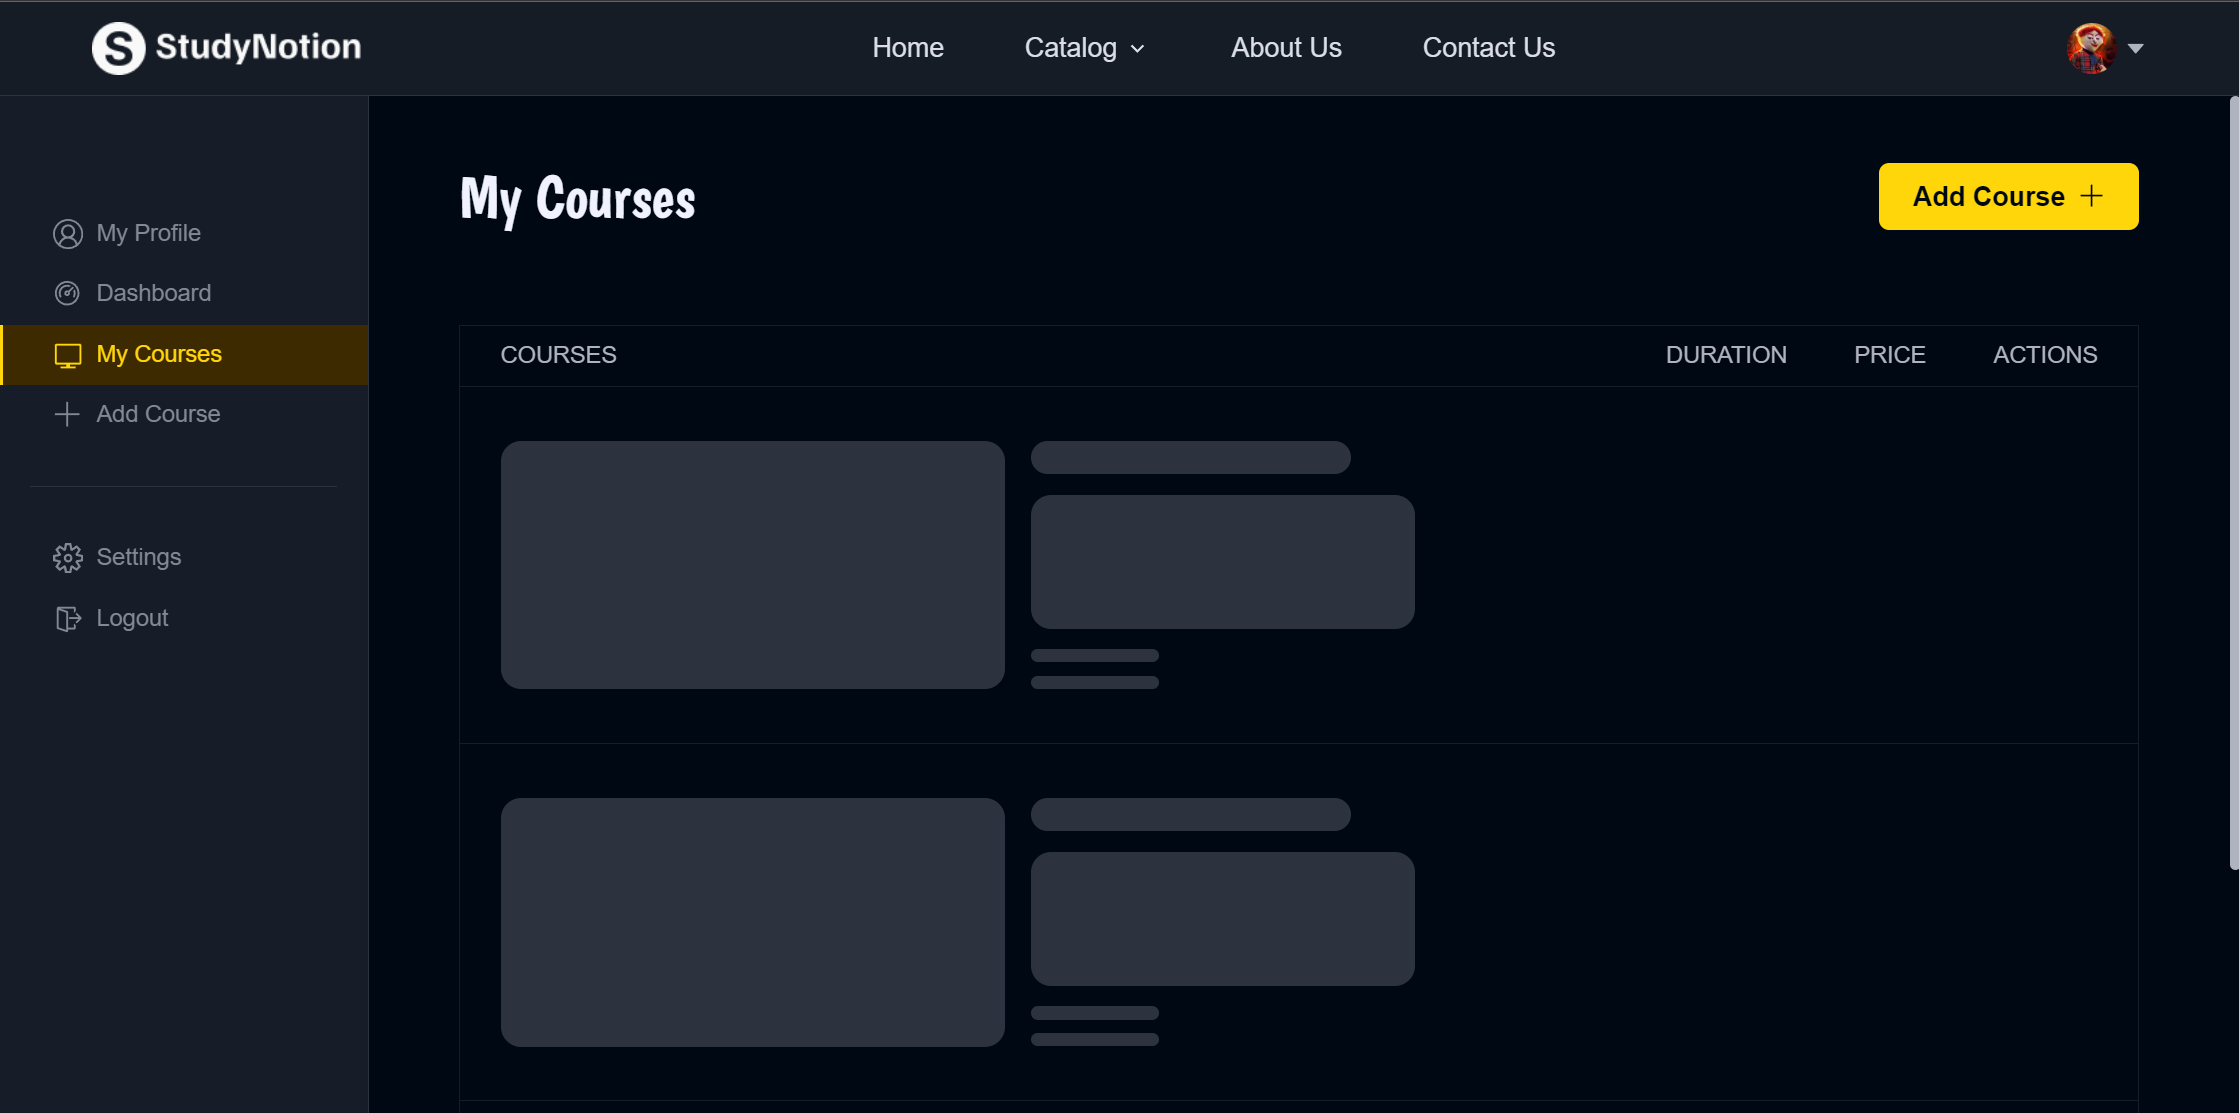 StudyNotion
Home Catalog About Us Contact Us
My Profile
Dashboard
My Courses
Add Course
Settings
Logout
My Courses
Add Course
COURSES DURATION PRICE ACTIONS